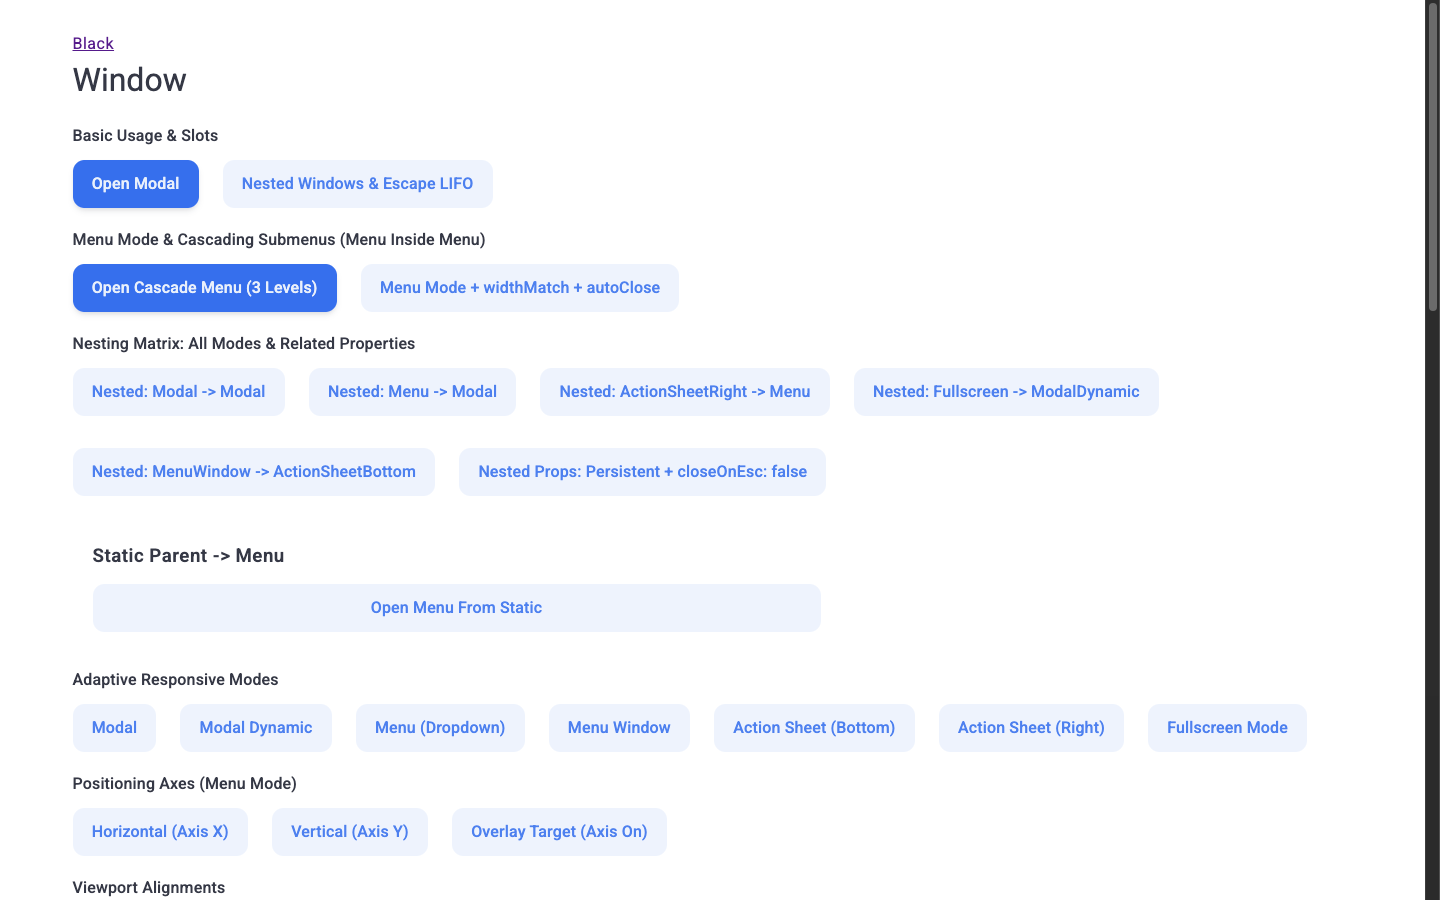 Black
Window
Basic Usage & Slots
Open Modal
Nested Windows & Escape LIFO
Menu Mode & Cascading Submenus (Menu Inside Menu)
Open Cascade Menu (3 Levels)
Menu Mode + widthMatch + autoClose
Nesting Matrix: All Modes & Related Properties
Nested: Modal -> Modal
Nested: Menu -> Modal
Nested: ActionSheetRight -> Menu
Nested: Fullscreen -> ModalDynamic
Nested: MenuWindow -> ActionSheetBottom
Nested Props: Persistent + closeOnEsc: false
Static Parent -> Menu
Open Menu From Static
Adaptive Responsive Modes
Modal
Modal Dynamic
Menu (Dropdown)
Menu Window
Action Sheet (Bottom)
Action Sheet (Right)
Fullscreen Mode
Positioning Axes (Menu Mode)
Horizontal (Axis X)
Vertical (Axis Y)
Overlay Target (Axis On)
Viewport Alignments